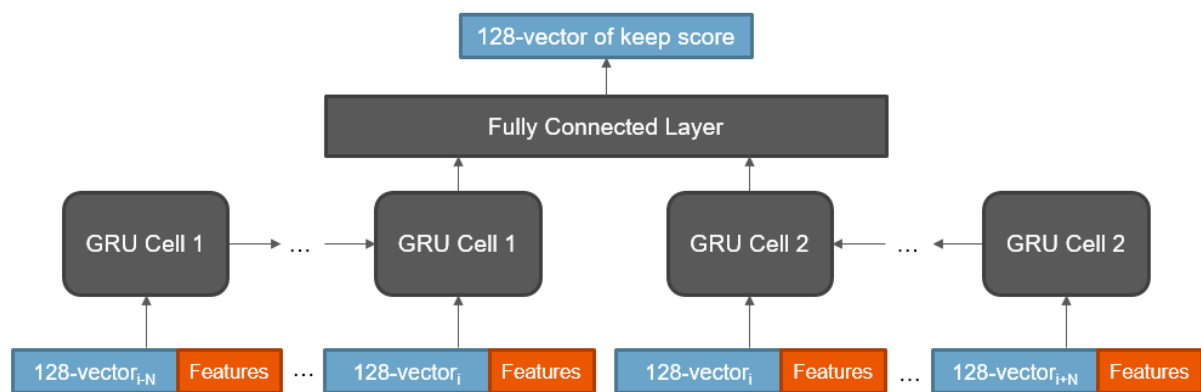 128-vector of keep score
Fully Connected Layer
GRU Cell 1
...
GRU Cell 1
GRU Cell 2
...
GRU Cell 2
128-vectori-N Features ... 128-vectori Features 128-vectori Features ... 128-vectori+N Features